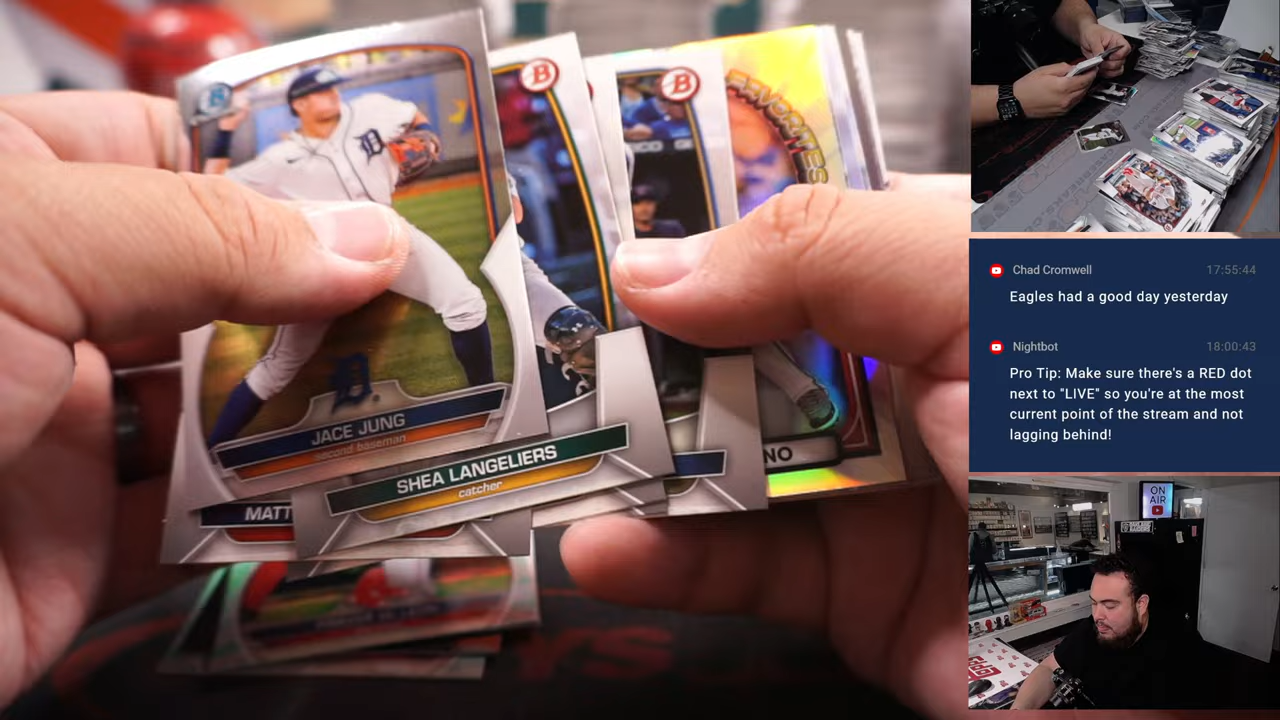 B
B
B
D
FAVORITES
D
JACE JUNG
second baseman
SHEA LANGELIERS
catcher
MATT
NO
Chad Cromwell
17:55:44
Eagles had a good day yesterday
Nightbot
18:00:43
Pro Tip: Make sure there's a RED dot
next to "LIVE" so you're at the most
current point of the stream and not
lagging behind!
ON
AIR